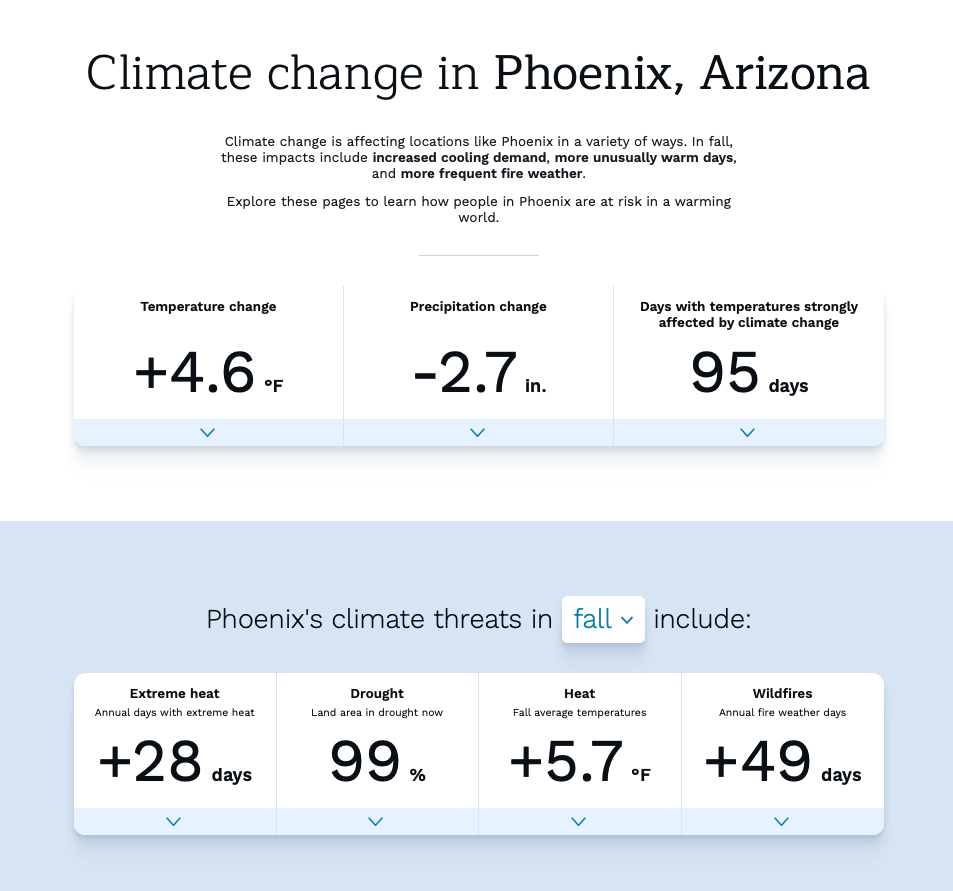 Climate change in Phoenix, Arizona
Climate change is affecting locations like Phoenix in a variety of ways. In fall,
these impacts include increased cooling demand, more unusually warm days,
and more frequent fire weather.
Explore these pages to learn how people in Phoenix are at risk in a warming
world.
Temperature change
+4.6 °F
Precipitation change
-2.7 in.
Days with temperatures strongly
affected by climate change
95 days
Phoenix's climate threats in fall include:
Extreme heat
Annual days with extreme heat
+28 days
Drought
Land area in drought now
99 %
Heat
Fall average temperatures
+5.7 °F
Wildfires
Annual fire weather days
+49 days